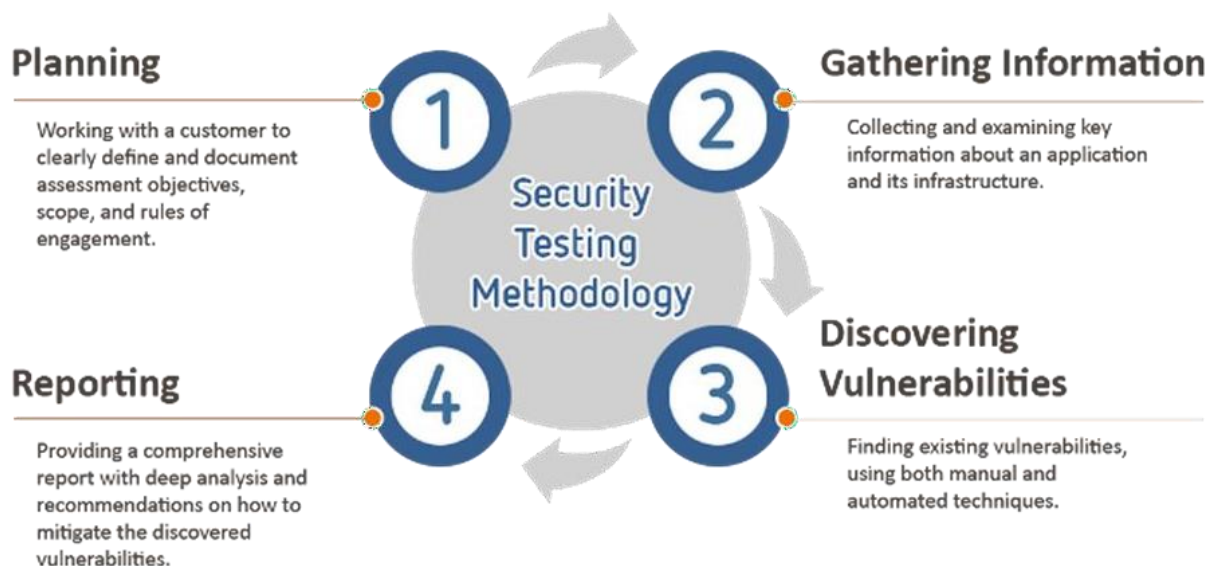 Planning
Working with a customer to
clearly define and document
assessment objectives,
scope, and rules of
engagement.
1
2
Gathering Information
Collecting and examining key
information about an application
and its infrastructure.
Security
Testing
Methodology
Reporting
Providing a comprehensive
report with deep analysis and
recommendations on how to
mitigate the discovered
vulnerabilities.
4
3
Discovering
Vulnerabilities
Finding existing vulnerabilities,
using both manual and
automated techniques.